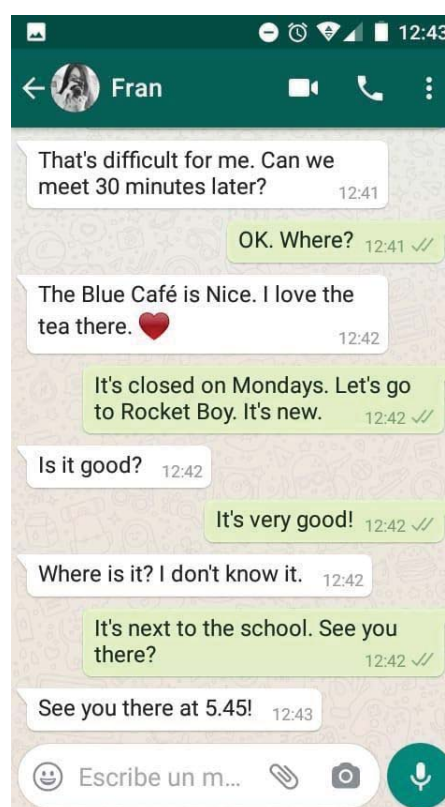 12:43
Fran
That's difficult for me. Can we
meet 30 minutes later?
12:41
OK. Where? 12:41
The Blue Café is Nice. I love the
tea there.
12:42
It's closed on Mondays. Let's go
to Rocket Boy. It's new. 12:42
Is it good? 12:42
It's very good! 12:42
Where is it? I don't know it. 12:42
It's next to the school. See you
there? 12:42
See you there at 5.45! 12:43
Escribe un m...